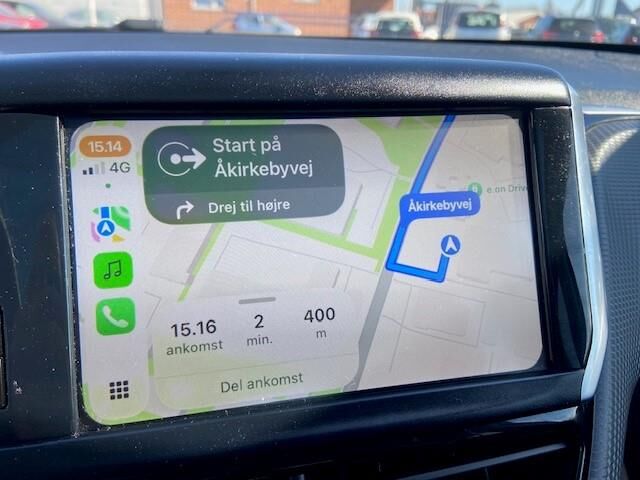 15.14
4G
Start på
Åkirkebyvej
Drej til højre
Åkirkebyvej
e.on Driv
15.16
ankomst
2
min.
400
m
Del ankomst